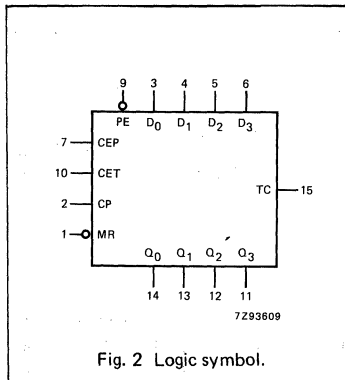 9 3 4 5 6
PE D0 D1 D2 D3
7 CEP
10 CET
TC 15
2 CP
1 MR
Q0 Q1 Q2 Q3
14 13 12 11
7Z93609
Fig. 2 Logic symbol.